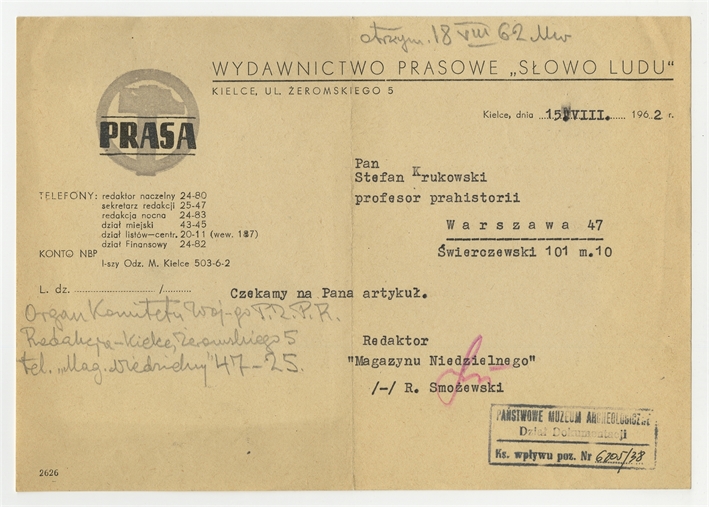 otrzym. 18 VIII 62 Mw
WYDAWNICTWO PRASOWE „SŁOWO LUDU"
KIELCE, UL. ŻEROMSKIEGO 5
PRASA
Kielce, dnia 15.VIII. 1962 r.
Pan
Stefan Krukowski
profesor prahistorii
Warszawa 47
Świerczewski 101 m.10
TELEFONY: redaktor naczelny 24-80
sekretarz redakcji 25-47
redakcja nocna 24-83
dział miejski 43-45
dział listów—centr. 20-11 (wew. 187)
dział finansowy 24-82
KONTO NBP
I-szy Odz. M. Kielce 503-6-2
L. dz. /
Czekamy na Pana artykuł.
Organ Komitetu Woj-go P.Z.P.R.
Redakcja-Kielce, Żeromskiego 5
tel. „Mag. Niedzielny" 47-25.
Redaktor
"Magazynu Niedzielnego"
/-/ R. Smożewski
PAŃSTWOWE MUZEUM ARCHEOLOGICZNE
Dział Dokumentacji
Ks. wpływu poz. Nr 6205/38
2626